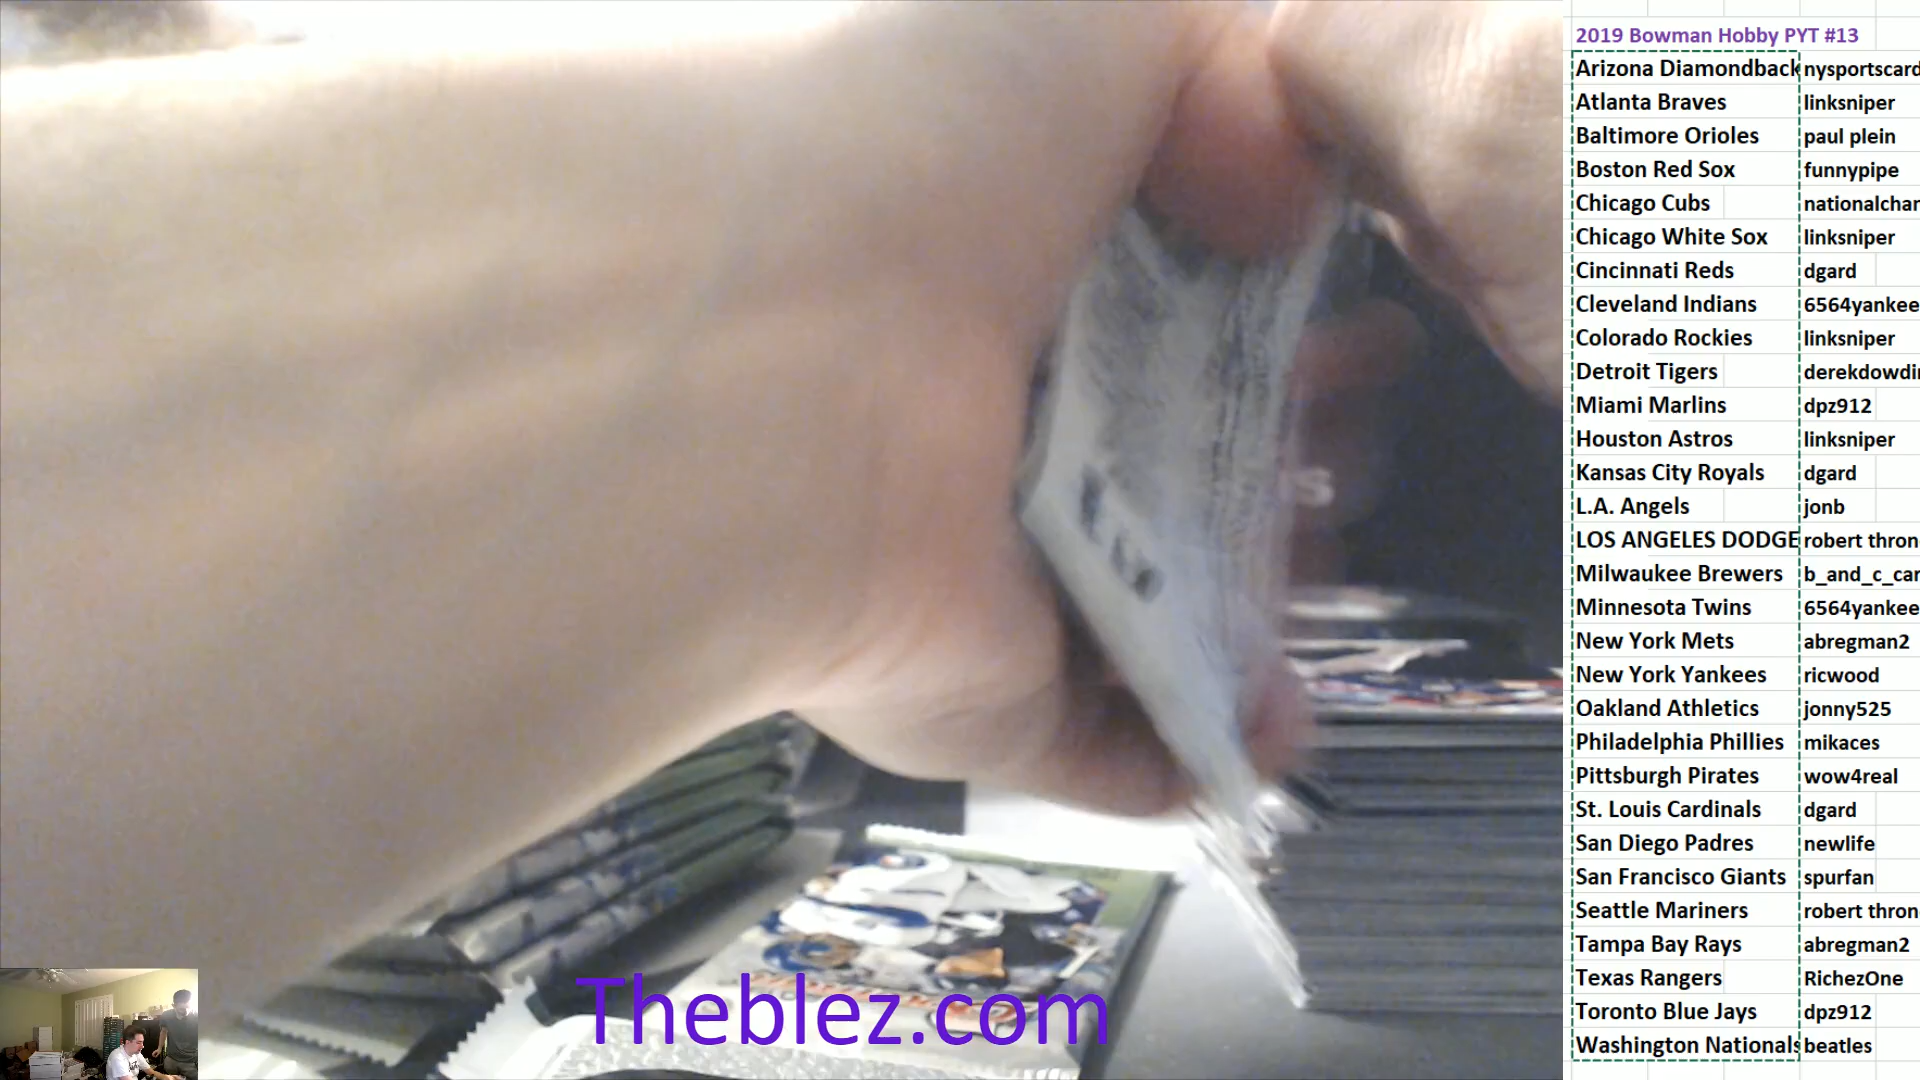 2019 Bowman Hobby PYT #13
Arizona Diamondback nysportscard
Atlanta Braves linksniper
Baltimore Orioles paul plein
Boston Red Sox funnypipe
Chicago Cubs nationalchar
Chicago White Sox linksniper
Cincinnati Reds dgard
Cleveland Indians 6564yankee
Colorado Rockies linksniper
Detroit Tigers derekdowdin
Miami Marlins dpz912
Houston Astros linksniper
Kansas City Royals dgard
L.A. Angels jonb
LOS ANGELES DODGE robert thron
Milwaukee Brewers b_and_c_car
Minnesota Twins 6564yankee
New York Mets abregman2
New York Yankees ricwood
Oakland Athletics jonny525
Philadelphia Phillies mikaces
Pittsburgh Pirates wow4real
St. Louis Cardinals dgard
San Diego Padres newlife
San Francisco Giants spurfan
Seattle Mariners robert thron
Tampa Bay Rays abregman2
Texas Rangers RichezOne
Toronto Blue Jays dpz912
Washington Nationals beatles
Theblez.com